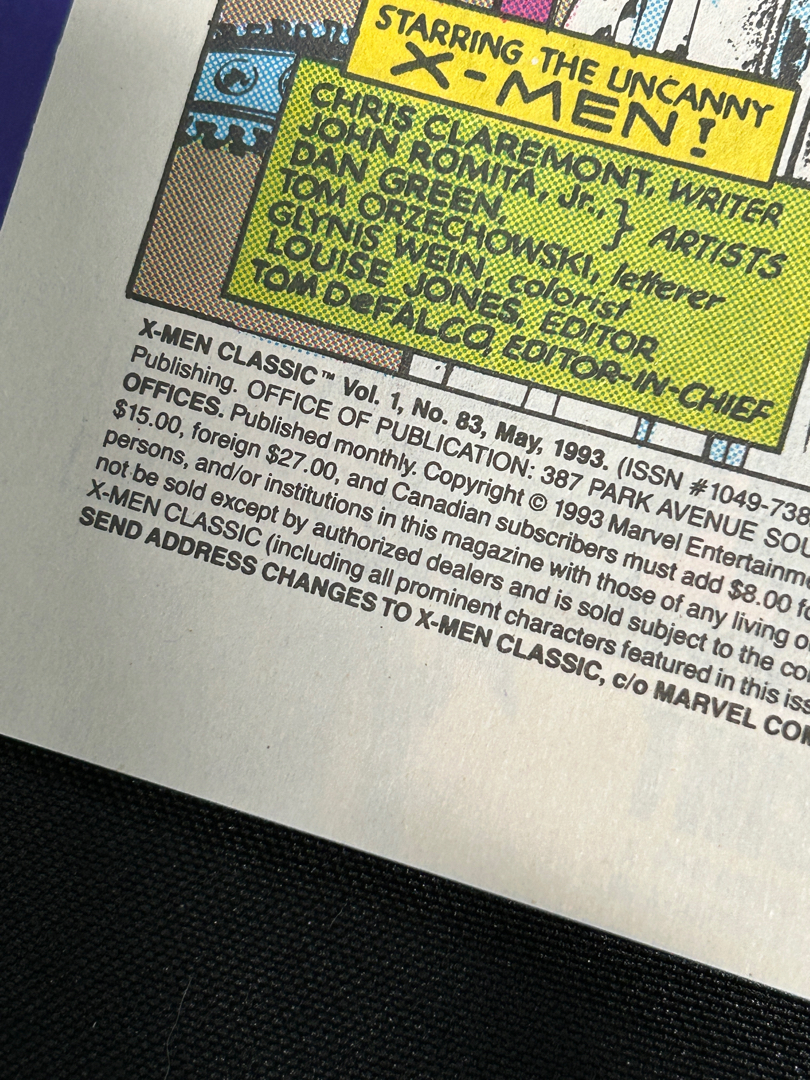 STARRING THE UNCANNY
X-MEN!
CHRIS CLAREMONT, WRITER
JOHN ROMITA, Jr.,
DAN GREEN, } ARTISTS
TOM ORZECHOWSKI, letterer
GLYNIS WEIN, colorist
LOUISE JONES, EDITOR
TOM DeFALCO, EDITOR-IN-CHIEF
X-MEN CLASSIC™ Vol. 1, No. 83, May, 1993. (ISSN #1049-738
Publishing. OFFICE OF PUBLICATION: 387 PARK AVENUE SOU
OFFICES. Published monthly. Copyright © 1993 Marvel Entertainme
$15.00, foreign $27.00, and Canadian subscribers must add $8.00 fo
persons, and/or institutions in this magazine with those of any living o
not be sold except by authorized dealers and is sold subject to the con
X-MEN CLASSIC (including all prominent characters featured in this iss
SEND ADDRESS CHANGES TO X-MEN CLASSIC, c/o MARVEL COM